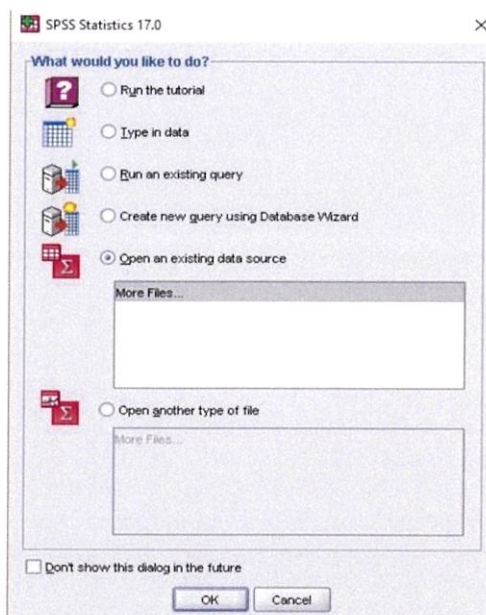 SPSS Statistics 17.0
What would you like to do?
Run the tutorial
Type in data
Run an existing query
Create new query using Database Wizard
Open an existing data source
More Files...
Open another type of file
More Files...
Don't show this dialog in the future
OK
Cancel